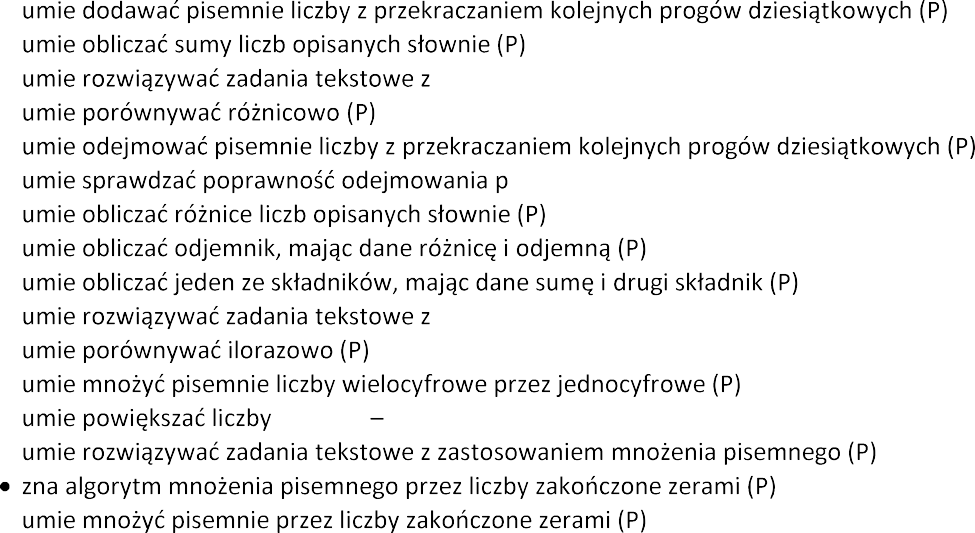 umie dodawać pisemnie liczby z przekraczaniem kolejnych progów dziesiątkowych (P)
umie obliczać sumy liczb opisanych słownie (P)
umie rozwiązywać zadania tekstowe z
umie porównywać różnicowo (P)
umie odejmować pisemnie liczby z przekraczaniem kolejnych progów dziesiątkowych (P)
umie sprawdzać poprawność odejmowania p
umie obliczać różnice liczb opisanych słownie (P)
umie obliczać odjemnik, mając dane różnicę i odjemną (P)
umie obliczać jeden ze składników, mając dane sumę i drugi składnik (P)
umie rozwiązywać zadania tekstowe z
umie porównywać ilorazowo (P)
umie mnożyć pisemnie liczby wielocyfrowe przez jednocyfrowe (P)
umie powiększać liczby –
umie rozwiązywać zadania tekstowe z zastosowaniem mnożenia pisemnego (P)
• zna algorytm mnożenia pisemnego przez liczby zakończone zerami (P)
umie mnożyć pisemnie przez liczby zakończone zerami (P)